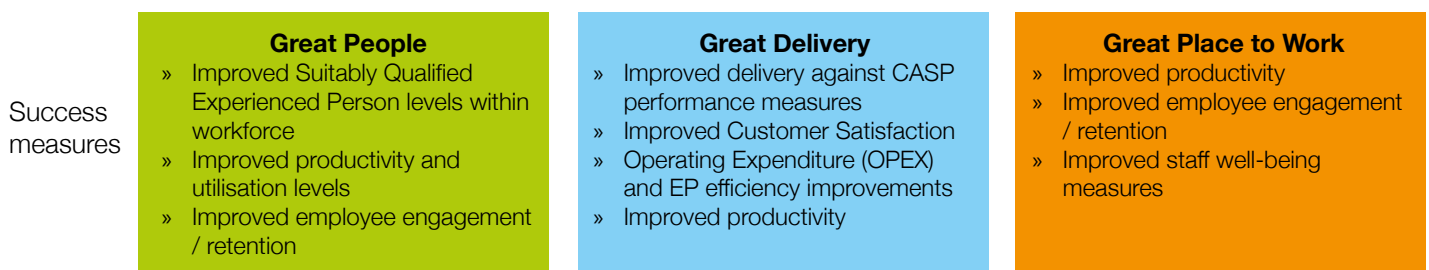 Success
measures
Great People
» Improved Suitably Qualified
Experienced Person levels within
workforce
» Improved productivity and
utilisation levels
» Improved employee engagement
/ retention
Great Delivery
» Improved delivery against CASP
performance measures
» Improved Customer Satisfaction
» Operating Expenditure (OPEX)
and EP efficiency improvements
» Improved productivity
Great Place to Work
» Improved productivity
» Improved employee engagement
/ retention
» Improved staff well-being
measures